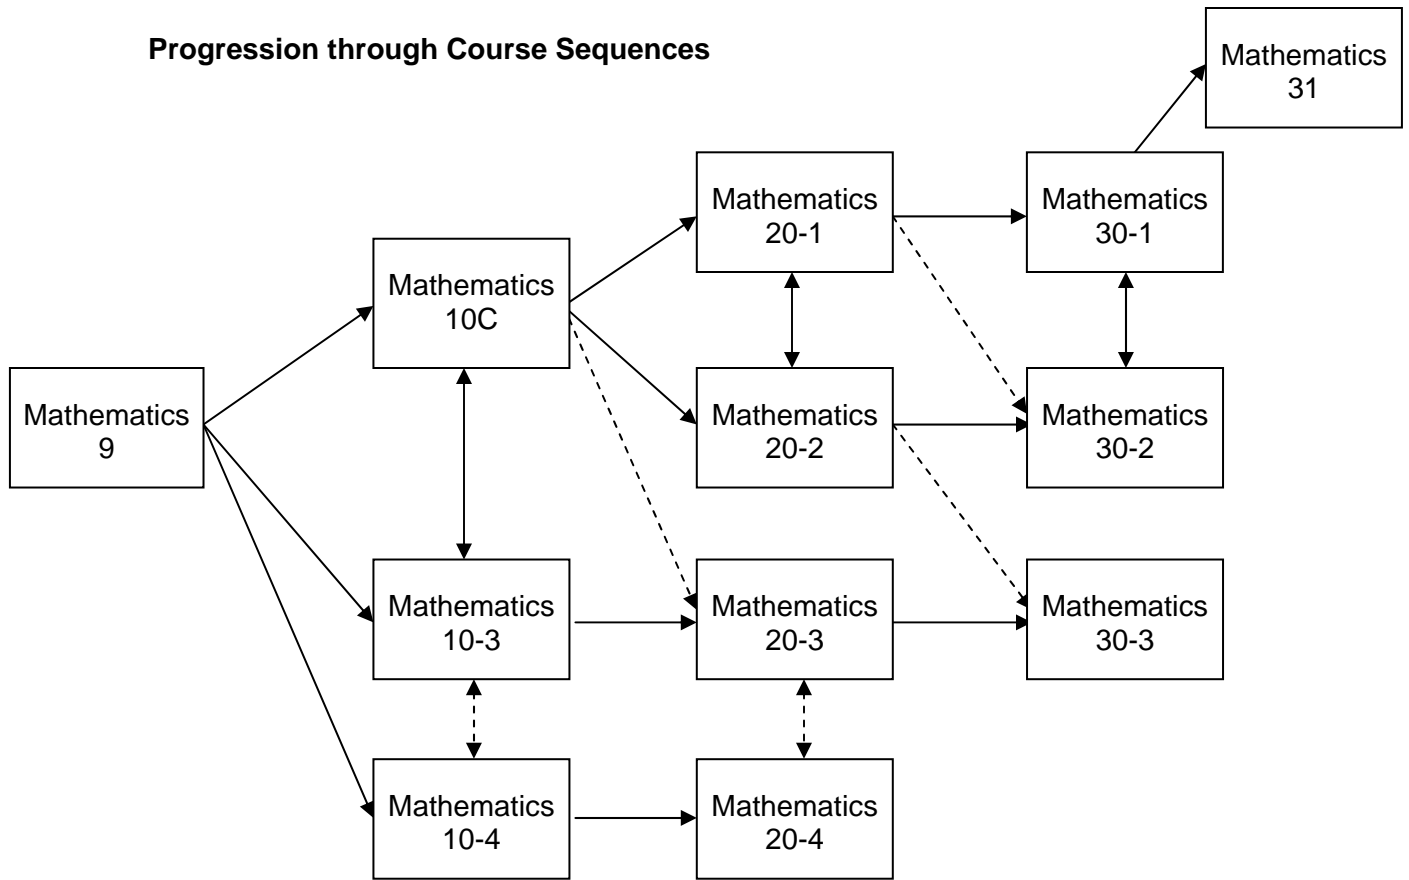 Progression through Course Sequences
Mathematics
31
Mathematics
20-1
Mathematics
30-1
Mathematics
10C
Mathematics
9
Mathematics
20-2
Mathematics
30-2
Mathematics
10-3
Mathematics
20-3
Mathematics
30-3
Mathematics
10-4
Mathematics
20-4